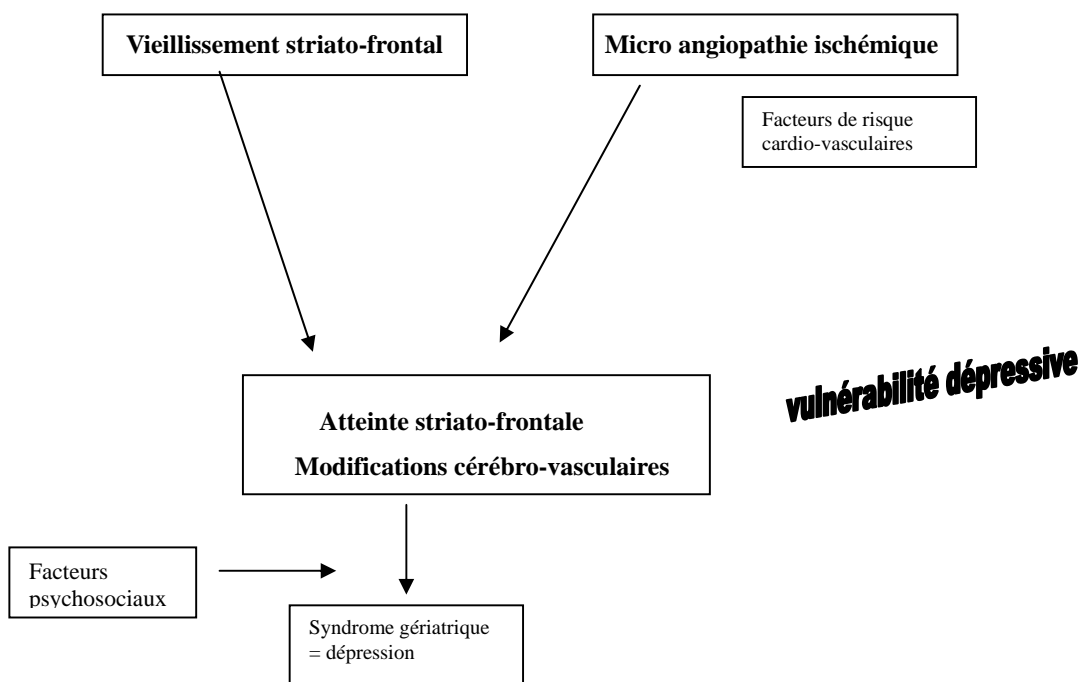 Vieillissement striato-frontal
Micro angiopathie ischémique
Facteurs de risque
cardio-vasculaires
vulnérabilité dépressive
Atteinte striato-frontale
Modifications cérébro-vasculaires
Facteurs
psychosociaux
Syndrome gériatrique
= dépression